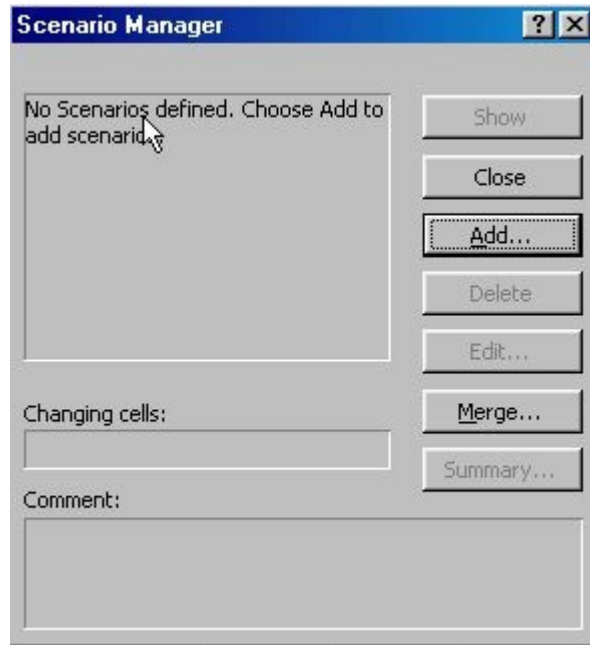 Scenario Manager
No Scenarios defined. Choose Add to
add scenario
Show
Close
Add...
Delete
Edit...
Changing cells:
Merge...
Summary...
Comment: